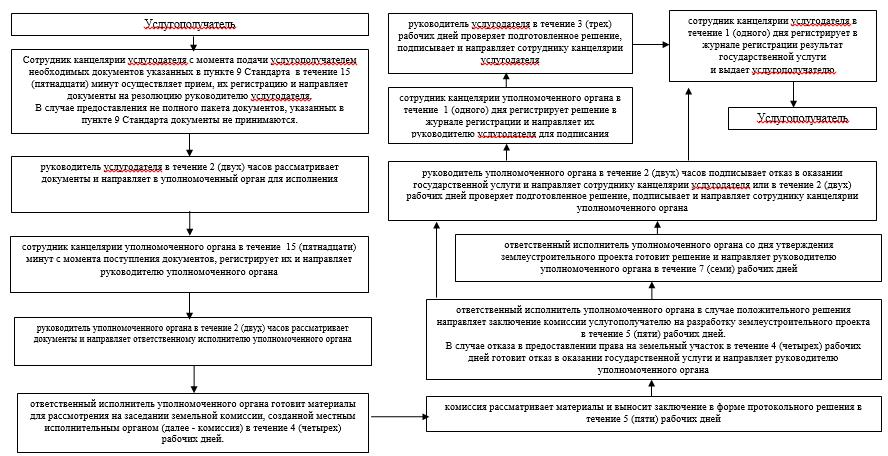 Услугополучатель
Сотрудник канцелярии услугодателя с момента подачи услугополучателем
необходимых документов указанных в пункте 9 Стандарта в течение 15
(пятнадцати) минут осуществляет прием, их регистрацию и направляет
документы на резолюцию руководителю услугодателя.
В случае предоставления не полного пакета документов, указанных в
пункте 9 Стандарта документы не принимаются.
руководитель услугодателя в течение 2 (двух) часов рассматривает
документы и направляет в уполномоченный орган для исполнения
сотрудник канцелярии уполномоченного органа в течение 15 (пятнадцати)
минут с момента поступления документов, регистрирует их и направляет
руководителю уполномоченного органа
руководитель уполномоченного органа в течение 2 (двух) часов рассматривает
документы и направляет ответственному исполнителю уполномоченного органа
ответственный исполнитель уполномоченного органа готовит материалы
для рассмотрения на заседании земельной комиссии, созданной местным
исполнительным органом (далее - комиссия) в течение 4 (четырех)
рабочих дней.
комиссия рассматривает материалы и выносит заключение в форме протокольного решения в
течение 5 (пяти) рабочих дней
ответственный исполнитель уполномоченного органа в случае положительного решения
направляет заключение комиссии услугополучателю на разработку землеустроительного проекта
в течение 5 (пяти) рабочих дней.
В случае отказа в предоставлении права на земельный участок в течение 4 (четырех) рабочих
дней готовит отказ в оказании государственной услуги и направляет руководителю
уполномоченного органа
ответственный исполнитель уполномоченного органа со дня утверждения
землеустроительного проекта готовит решение и направляет руководителю
уполномоченного органа в течение 7 (семи) рабочих дней
руководитель уполномоченного органа в течение 2 (двух) часов подписывает отказ в оказании
государственной услуги и направляет сотруднику канцелярии услугодателя или в течение 2 (двух)
рабочих дней проверяет подготовленное решение, подписывает и направляет сотруднику канцелярии
уполномоченного органа
сотрудник канцелярии уполномоченного органа в
течение 1 (одного) дня регистрирует решение в
журнале регистрации и направляет их
руководителю услугодателя для подписания
руководитель услугодателя в течение 3 (трех)
рабочих дней проверяет подготовленное решение,
подписывает и направляет сотруднику канцелярии
услугодателя
сотрудник канцелярии услугодателя в
течение 1 (одного) дня регистрирует в
журнале регистрации результат
государственной услуги
и выдает услугополучателю
Услугополучатель